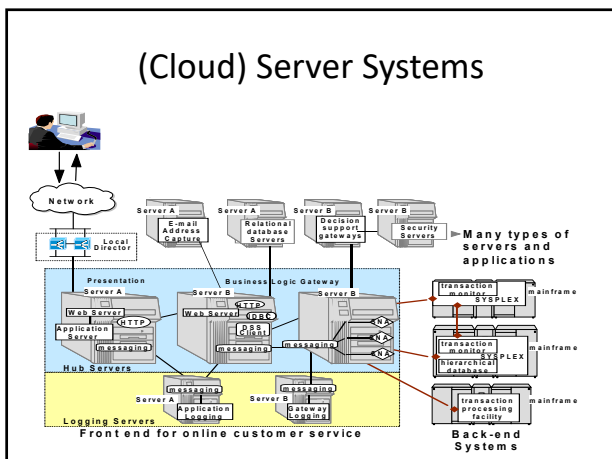 (Cloud) Server Systems
Network
Local
Director
Server A
E-mail
Address
Capture
Server A
Relational
database
Servers
Server B
Decision
support
gateways
Server B
Security
Servers
Many types of
servers and
applications
Presentation
Server A
Web Server
HTTP
Application
Server
messaging
Business Logic Gateway
Server B
HTTP
Web Server
IDBC
DSS
Client
messaging
Server B
messaging
SNA
SNA
SNA
Hub Servers
transaction
monitor
SYSPLEX
mainframe
transaction
monitor
SYSPLEX
hierarchical
database
mainframe
transaction
processing
facility
mainframe
messaging
Server A
Application
Logging
messaging
Server B
Gateway
Logging
Logging Servers
Front end for online customer service
Back-end
Systems